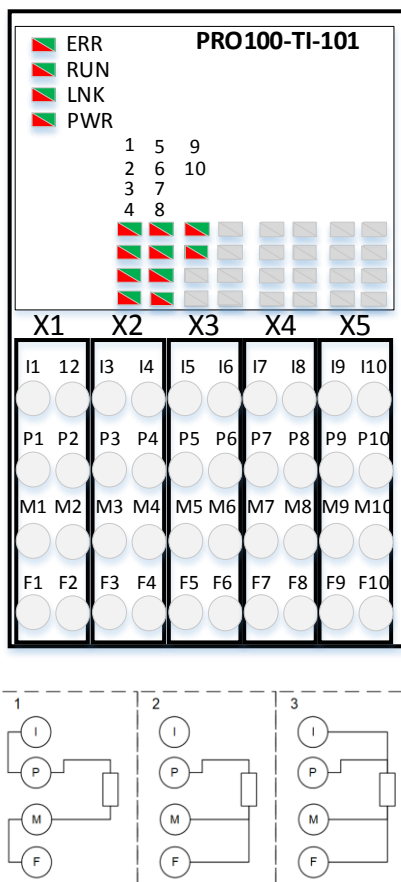 ERR PRO100-TI-101
RUN
LNK
PWR
1 5 9
2 6 10
3 7
4 8
X1 X2 X3 X4 X5
I1 12 I3 I4 I5 I6 I7 I8 I9 I10
P1 P2 P3 P4 P5 P6 P7 P8 P9 P10
M1 M2 M3 M4 M5 M6 M7 M8 M9 M10
F1 F2 F3 F4 F5 F6 F7 F8 F9 F10
1 2 3
I I I
P P P
M M M
F F F